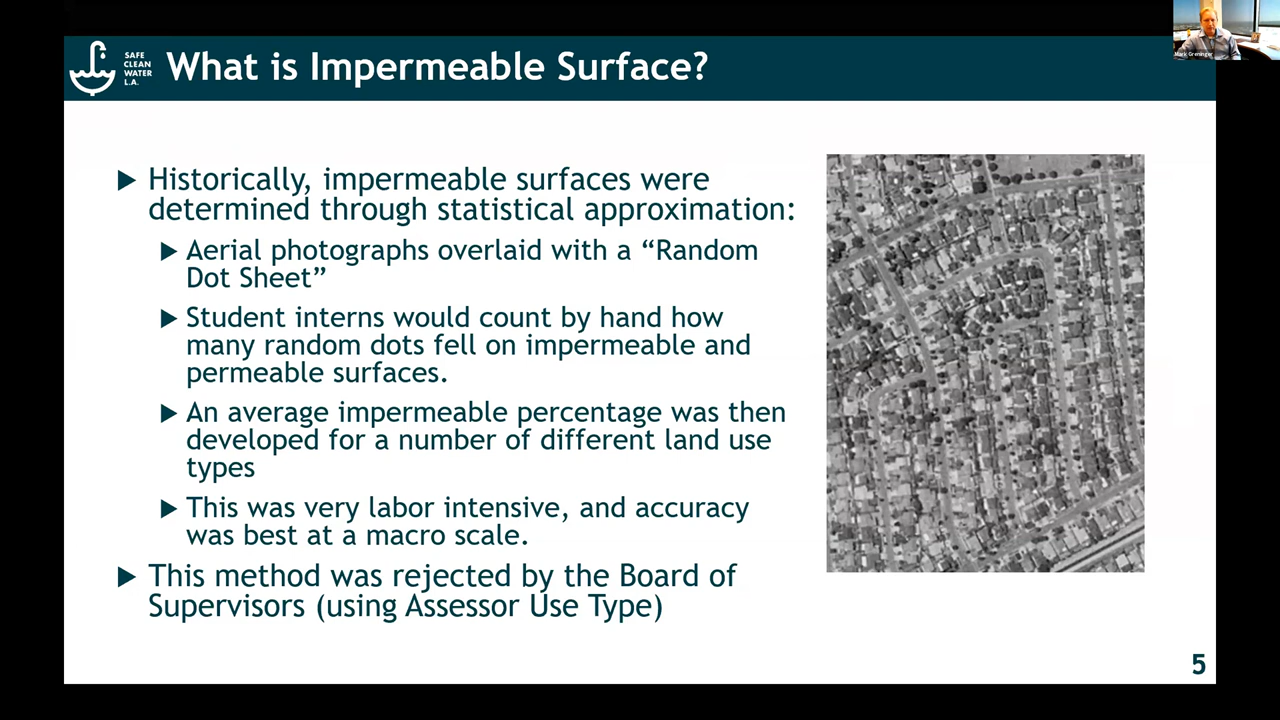 SAFE
CLEAN
WATER
L.A.
What is Impermeable Surface?
Mark Greninger
Historically, impermeable surfaces were
determined through statistical approximation:
Aerial photographs overlaid with a “Random
Dot Sheet”
Student interns would count by hand how
many random dots fell on impermeable and
permeable surfaces.
An average impermeable percentage was then
developed for a number of different land use
types
This was very labor intensive, and accuracy
was best at a macro scale.
This method was rejected by the Board of
Supervisors (using Assessor Use Type)
5